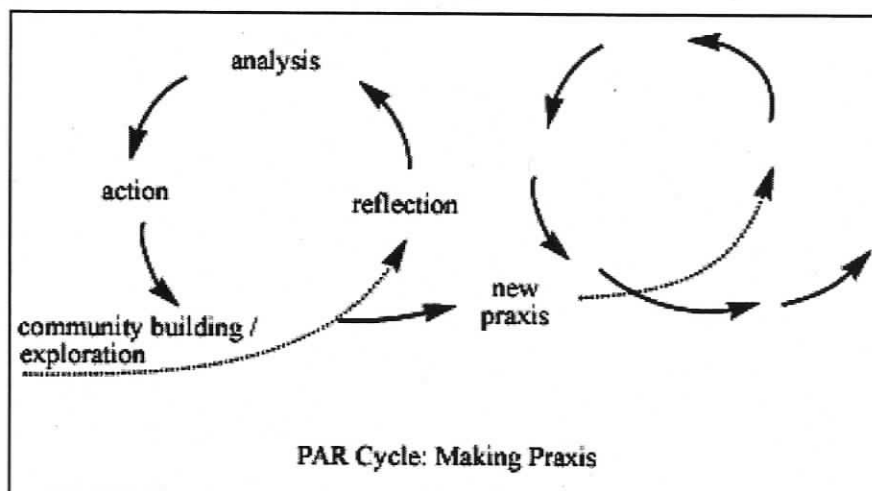 analysis
action
reflection
community building /
exploration
new
praxis
PAR Cycle: Making Praxis